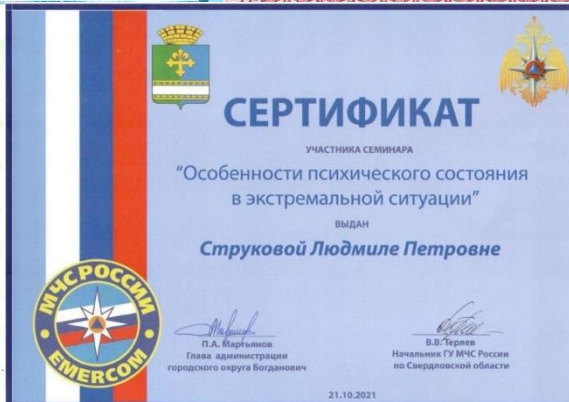 СЕРТИФИКАТ
УЧАСТНИКА СЕМИНАРА
"Особенности психического состояния
в экстремальной ситуации"
ВЫДАН
Струковой Людмиле Петровне
МЧС РОССИИ
EMERCOM
П.А. Мартьянов
Глава администрации
городского округа Богданович
В.В. Теряев
Начальник ГУ МЧС России
по Свердловской области
21.10.2021